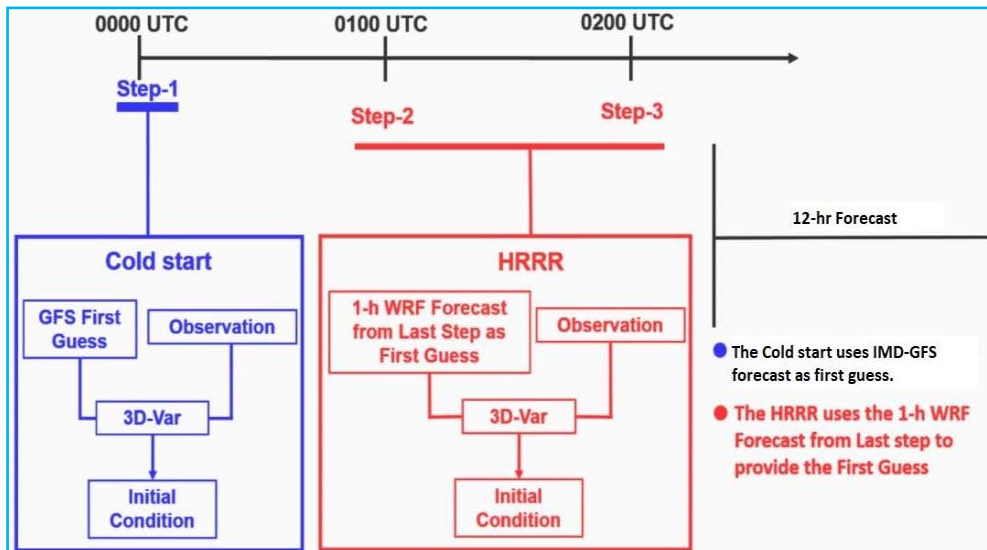 0000 UTC
0100 UTC
0200 UTC
Step-1
Step-2
Step-3
12-hr Forecast
Cold start
GFS First
Guess
Observation
3D-Var
Initial
Condition
HRRR
1-h WRF Forecast
from Last Step as
First Guess
Observation
3D-Var
Initial
Condition
The Cold start uses IMD-GFS
forecast as first guess.
The HRRR uses the 1-h WRF
Forecast from Last step to
provide the First Guess